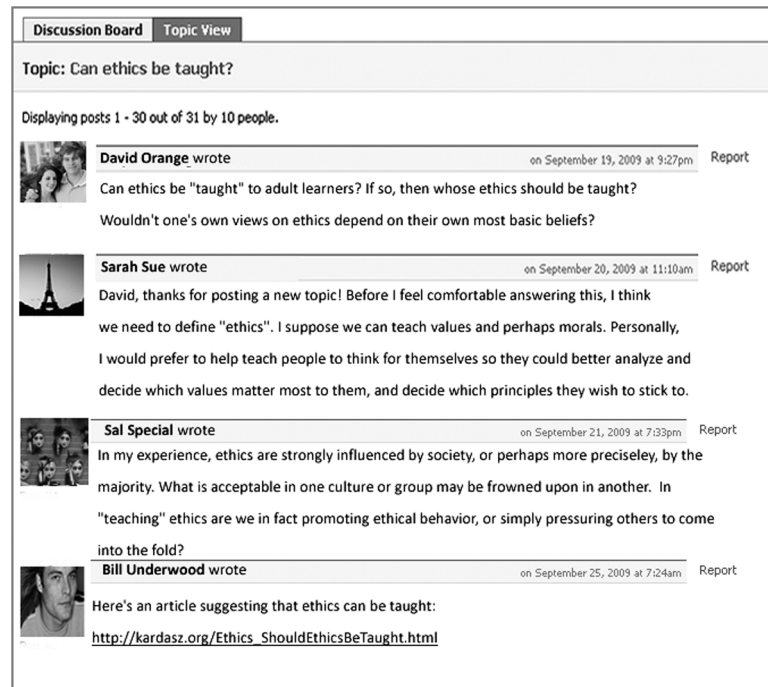 Discussion Board Topic View
Topic: Can ethics be taught?
Displaying posts 1 - 30 out of 31 by 10 people.
David Orange wrote on September 19, 2009 at 9:27pm Report
Can ethics be "taught" to adult learners? If so, then whose ethics should be taught?
Wouldn't one's own views on ethics depend on their own most basic beliefs?
Sarah Sue wrote on September 20, 2009 at 11:10am Report
David, thanks for posting a new topic! Before I feel comfortable answering this, I think
we need to define "ethics". I suppose we can teach values and perhaps morals. Personally,
I would prefer to help teach people to think for themselves so they could better analyze and
decide which values matter most to them, and decide which principles they wish to stick to.
Sal Special wrote on September 21, 2009 at 7:33pm Report
In my experience, ethics are strongly influenced by society, or perhaps more preciseley, by the
majority. What is acceptable in one culture or group may be frowned upon in another.  In
"teaching" ethics are we in fact promoting ethical behavior, or simply pressuring others to come
into the fold?
Bill Underwood wrote on September 25, 2009 at 7:24am Report
Here's an article suggesting that ethics can be taught:
http://kardasz.org/Ethics_ShouldEthicsBeTaught.html